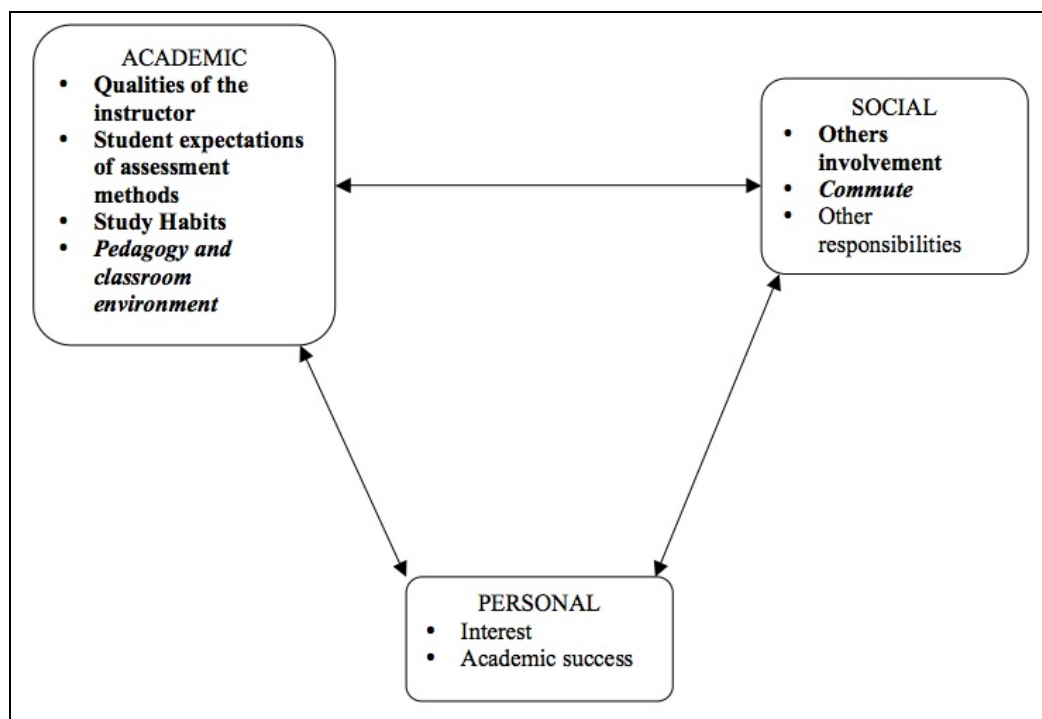 ACADEMIC
• Qualities of the
instructor
• Student expectations
of assessment
methods
• Study Habits
• Pedagogy and
classroom
environment
SOCIAL
• Others
involvement
• Commute
• Other
responsibilities
PERSONAL
• Interest
• Academic success